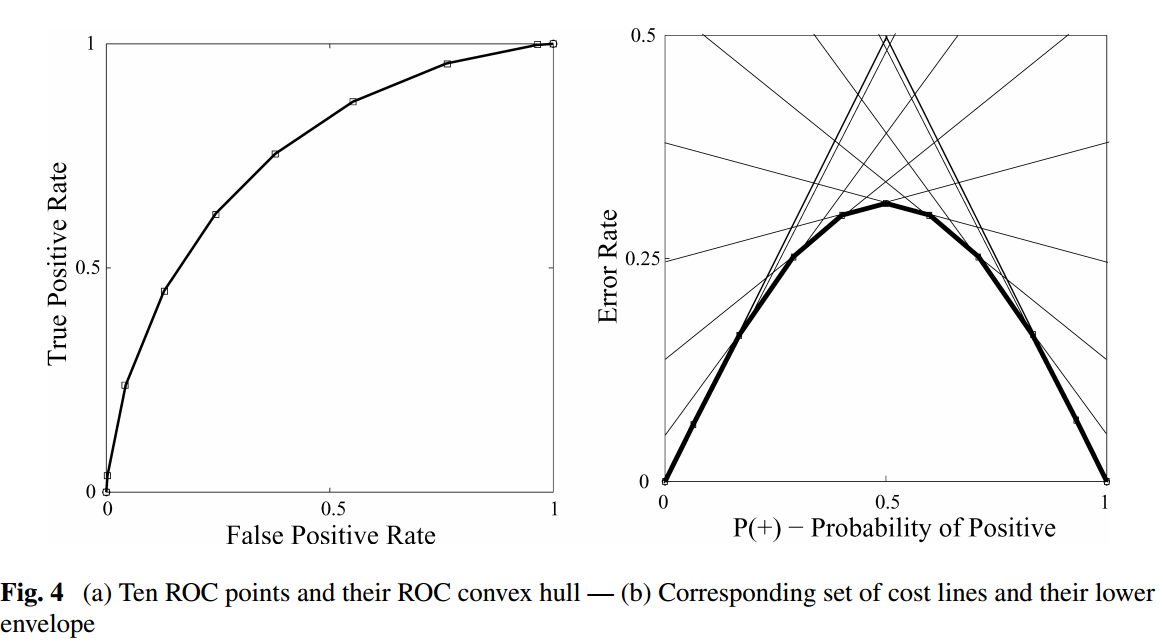 1
0.5
0
0
0.5
1
True Positive Rate
False Positive Rate
0.5
0.25
0
0
0.5
1
Error Rate
P(+) − Probability of Positive
Fig. 4 (a) Ten ROC points and their ROC convex hull — (b) Corresponding set of cost lines and their lower
envelope